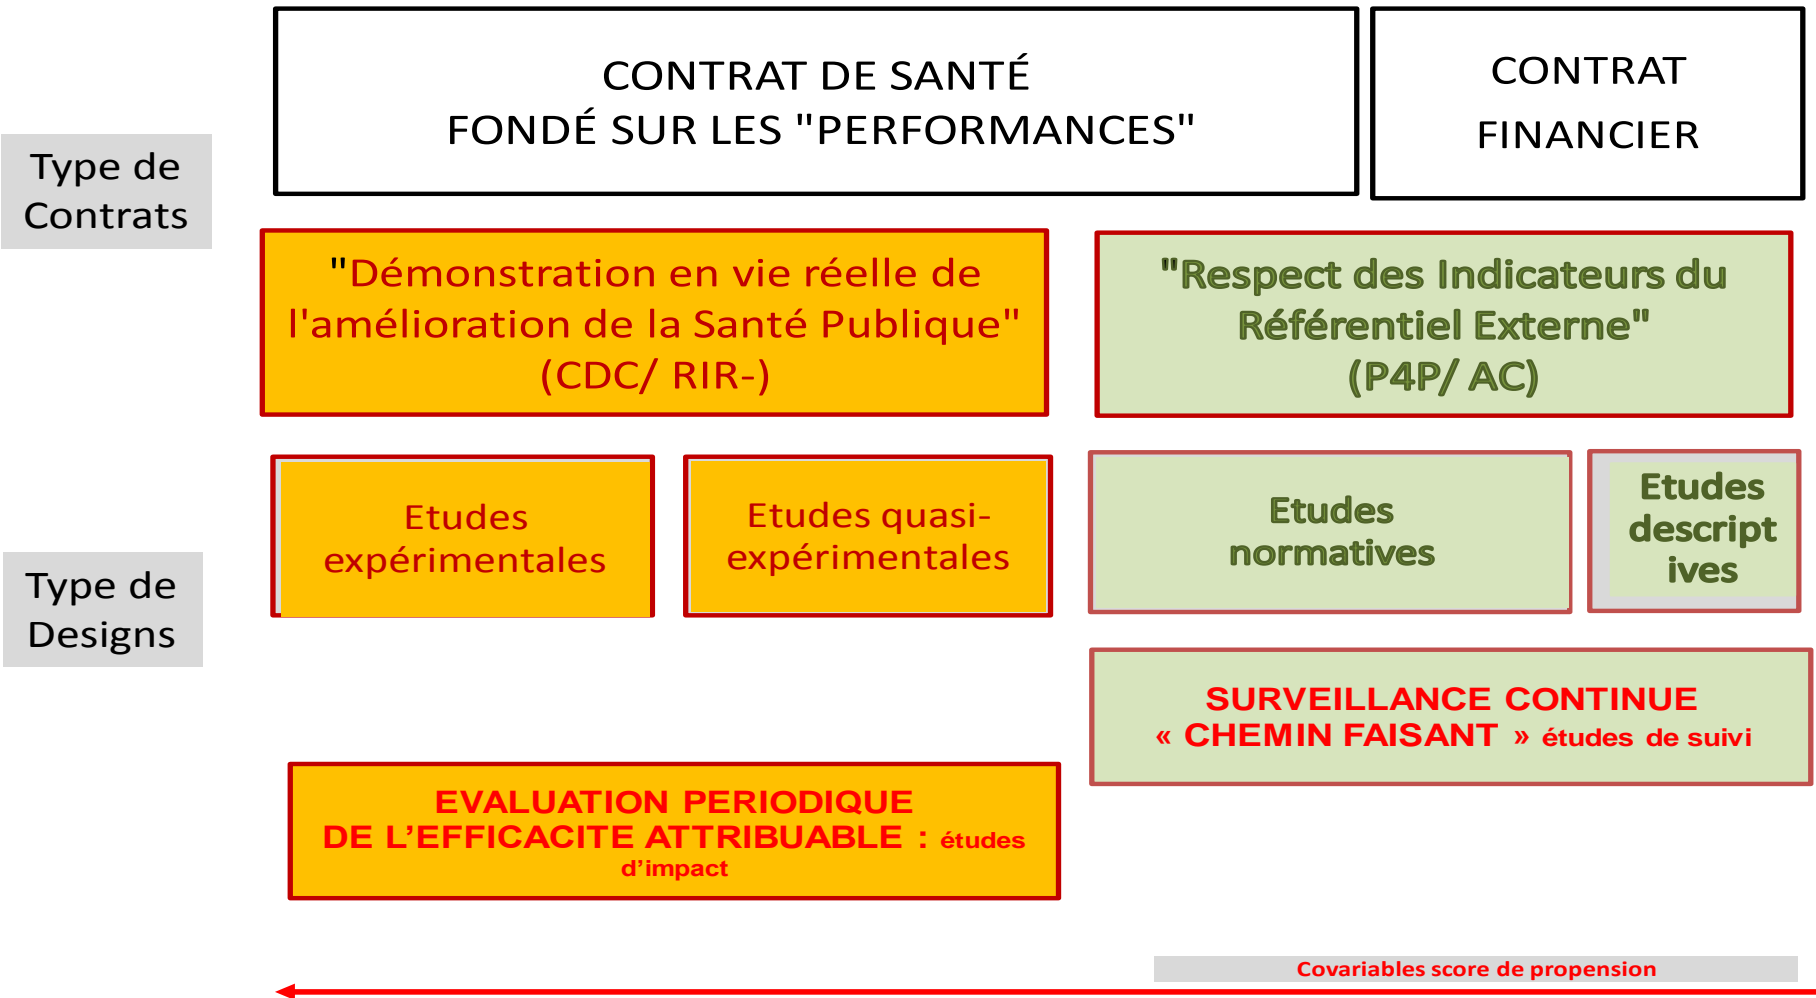 CONTRAT DE SANTÉ
FONDÉ SUR LES "PERFORMANCES"
CONTRAT
FINANCIER
Type de
Contrats
"Démonstration en vie réelle de
l'amélioration de la Santé Publique"
(CDC/ RIR-)
"Respect des Indicateurs du
Référentiel Externe"
(P4P/ AC)
Type de
Designs
Etudes
expérimentales
Etudes quasi-
expérimentales
Etudes
normatives
Etudes
descript
ives
SURVEILLANCE CONTINUE
« CHEMIN FAISANT » études de suivi
EVALUATION PERIODIQUE
DE L’EFFICACITE ATTRIBUABLE : études
d’impact
Covariables score de propension